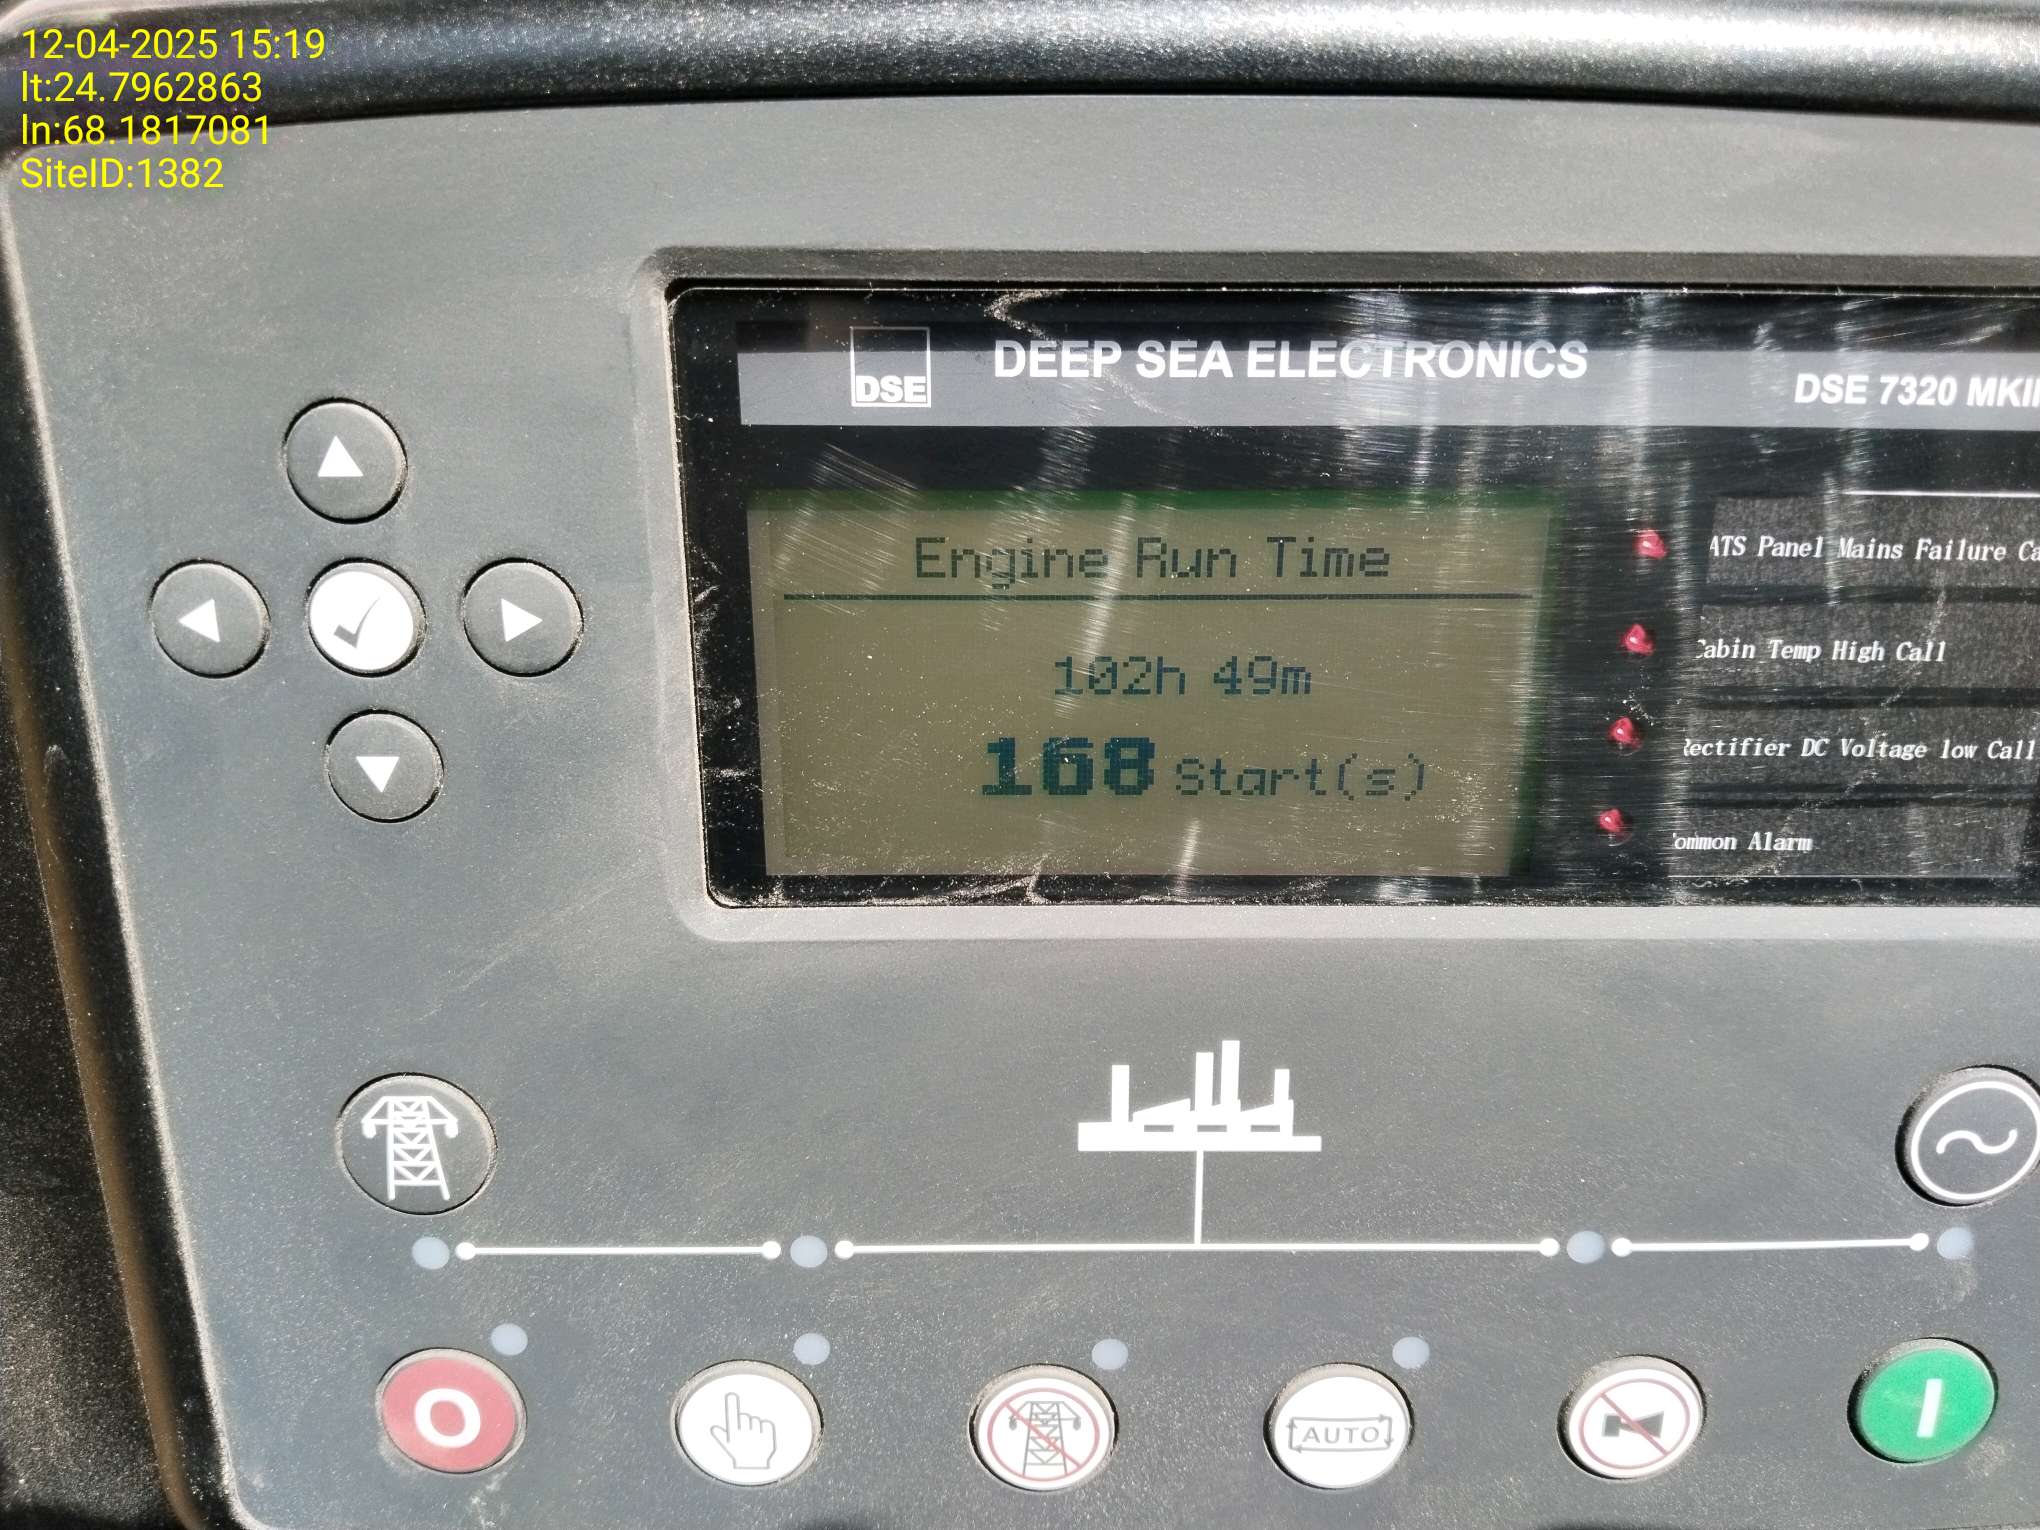 12-04-2025 15:19
lt:24.7962863
ln:68.1817081
SiteID:1382
DSE
DEEP SEA ELECTRONICS
DSE 7320 MKII
Engine Run Time
102h 49m
168 Start(s)
ATS Panel Mains Failure
Cabin Temp High Call
Rectifier DC Voltage low Call
Common Alarm
AUTO